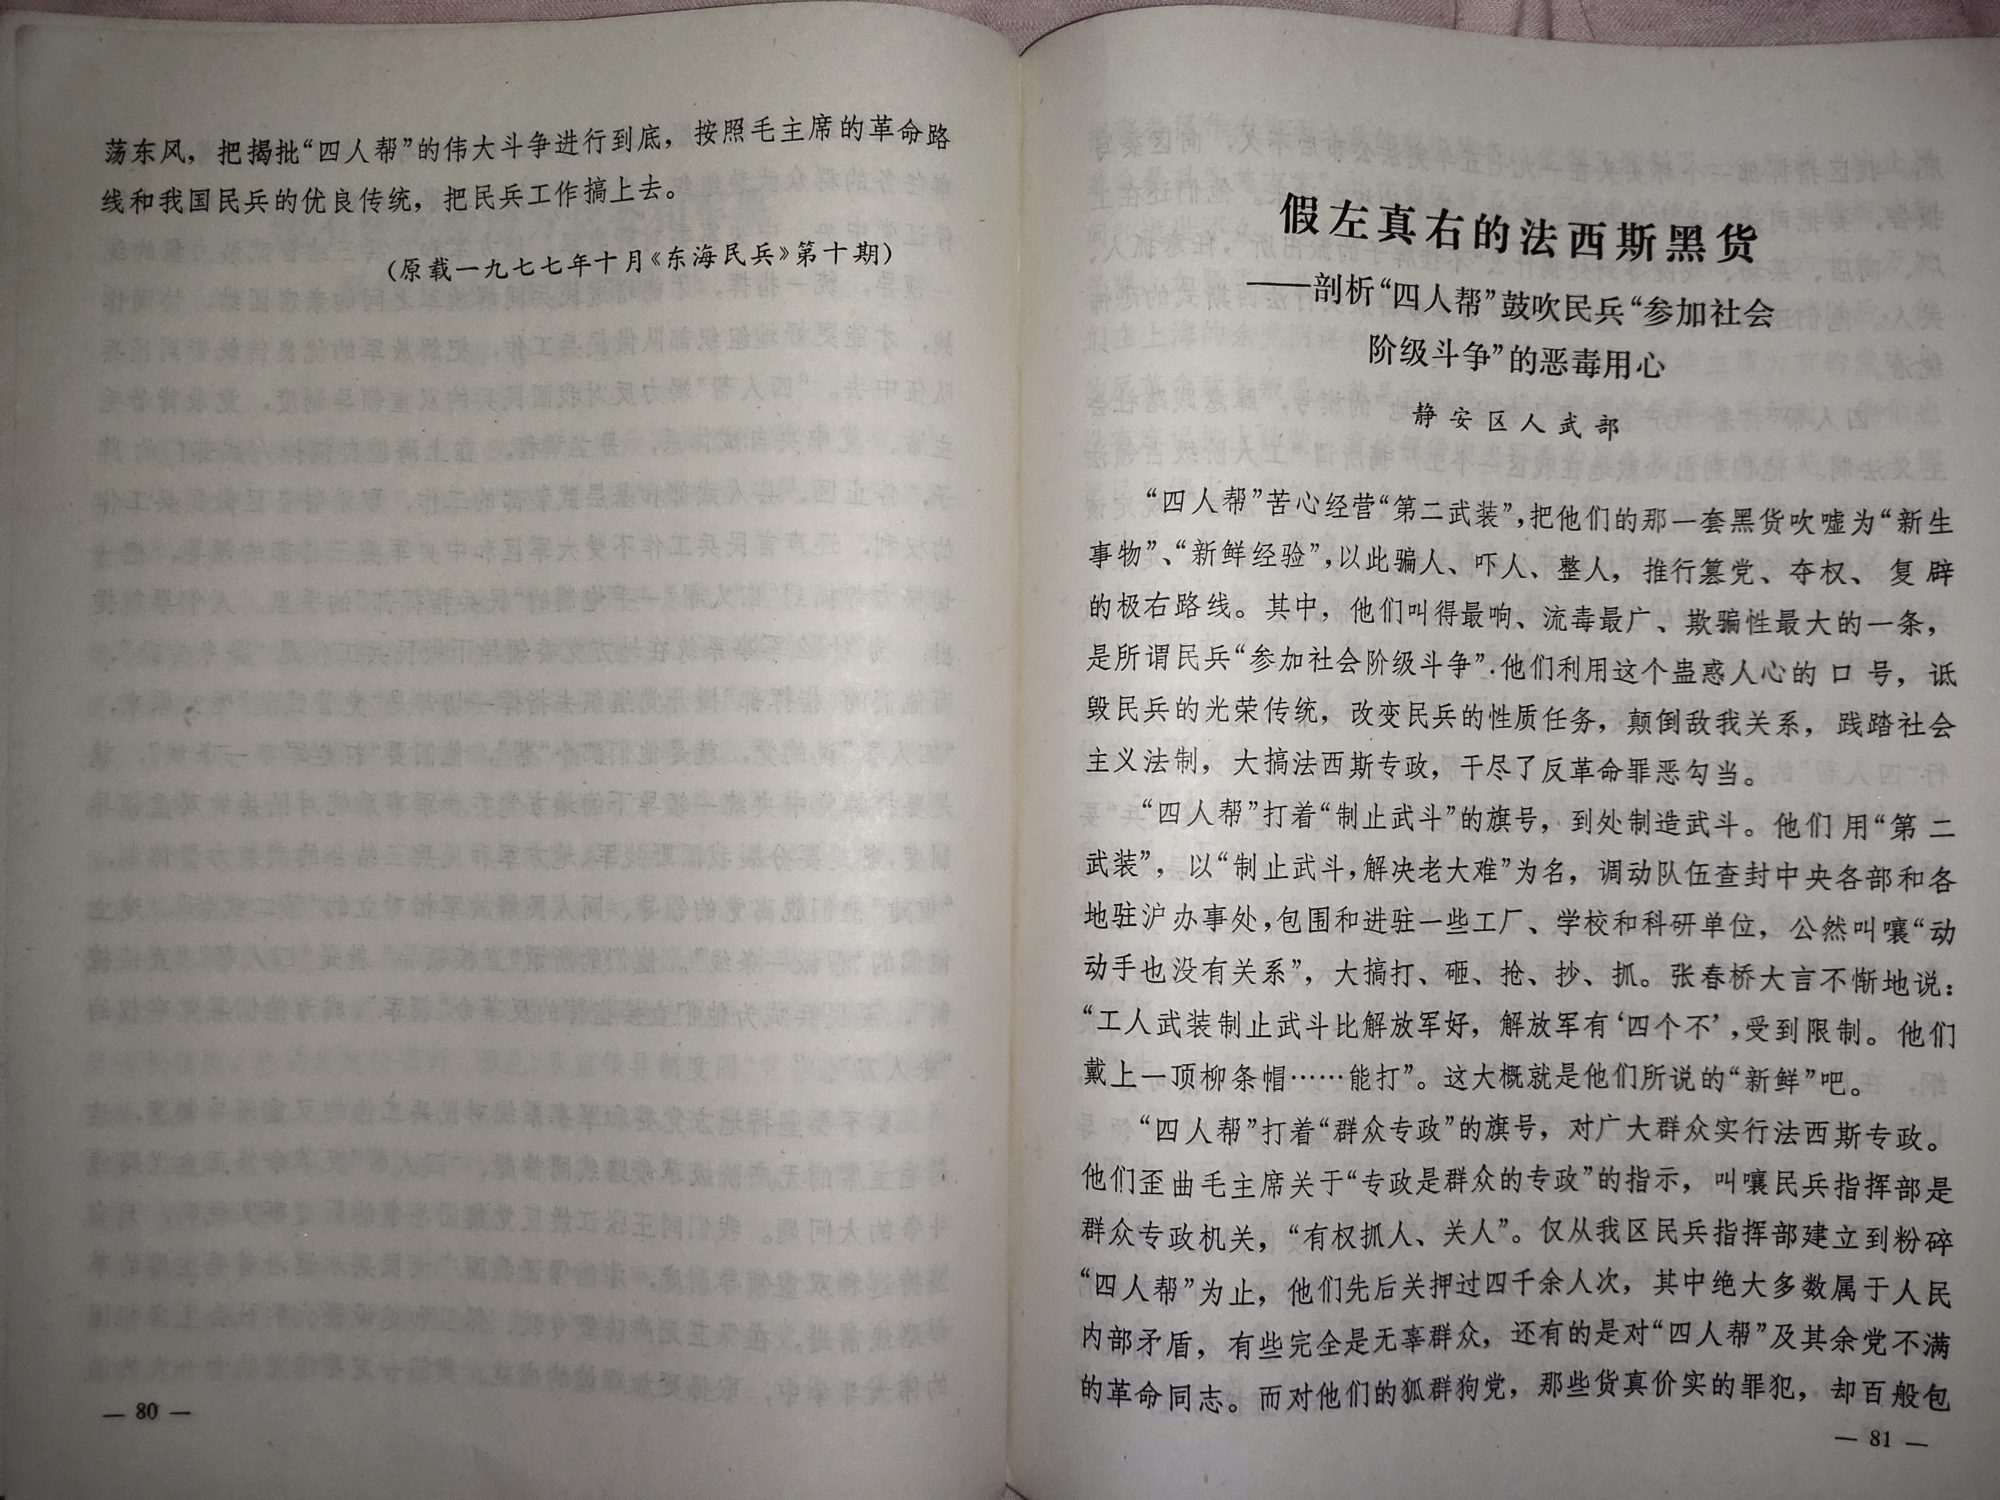 荡东风，把揭批“四人帮”的伟大斗争进行到底，按照毛主席的革命路
线和我国民兵的优良传统，把民兵工作搞上去。
（原载一九七七年十月《东海民兵》第十期）
— 80 —
假左真右的法西斯黑货
——剖析“四人帮”鼓吹民兵“参加社会
阶级斗争”的恶毒用心
静安区人武部
“四人帮”苦心经营“第二武装”，把他们的那一套黑货吹嘘为“新生
事物”、“新鲜经验”，以此骗人、吓人、整人，推行篡党、夺权、复辟
的极右路线。其中，他们叫得最响、流毒最广、欺骗性最大的一条，
是所谓民兵“参加社会阶级斗争”.他们利用这个蛊惑人心的口号，诋
毁民兵的光荣传统，改变民兵的性质任务，颠倒敌我关系，践踏社会
主义法制，大搞法西斯专政，干尽了反革命罪恶勾当。
“四人帮”打着“制止武斗”的旗号，到处制造武斗。他们用“第二
武装”，以“制止武斗，解决老大难”为名，调动队伍查封中央各部和各
地驻沪办事处，包围和进驻一些工厂、学校和科研单位，公然叫嚷“动
动手也没有关系”，大搞打、砸、抢、抄、抓。张春桥大言不惭地说：
“工人武装制止武斗比解放军好，解放军有‘四个不’，受到限制。他们
戴上一顶柳条帽……能打”。这大概就是他们所说的“新鲜”吧。
“四人帮”打着“群众专政”的旗号，对广大群众实行法西斯专政。
他们歪曲毛主席关于“专政是群众的专政”的指示，叫嚷民兵指挥部是
群众专政机关，“有权抓人、关人”。仅从我区民兵指挥部建立到粉碎
“四人帮”为止，他们先后关押过四千余人次，其中绝大多数属于人民
内部矛盾，有些完全是无辜群众，还有的是对“四人帮”及其余党不满
的革命同志。而对他们的狐群狗党，那些货真价实的罪犯，却百般包
— 81 —